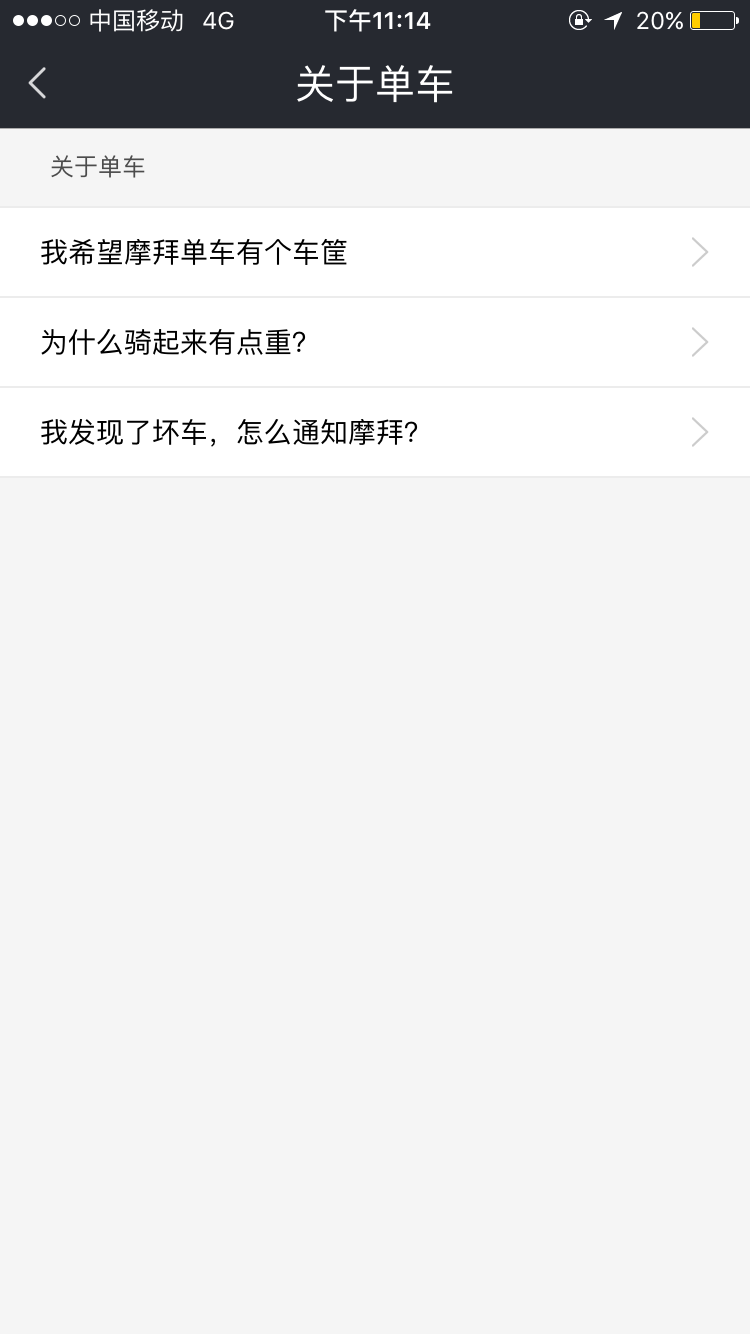 中国移动 4G 下午11:14 20%
关于单车
关于单车
我希望摩拜单车有个车筐
为什么骑起来有点重？
我发现了坏车，怎么通知摩拜？